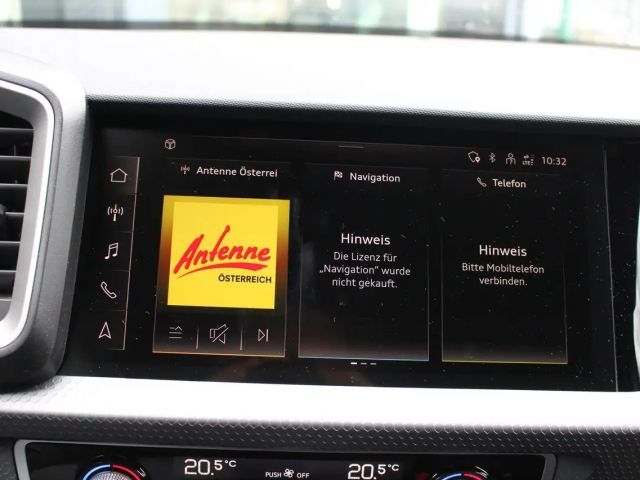 LTE
10:32
Antenne Österrei
Navigation
Telefon
Antenne
ÖSTERREICH
Hinweis
Die Lizenz für
„Navigation" wurde
nicht gekauft.
Hinweis
Bitte Mobiltelefon
verbinden.
20.5°C
PUSH OFF
20.5°C